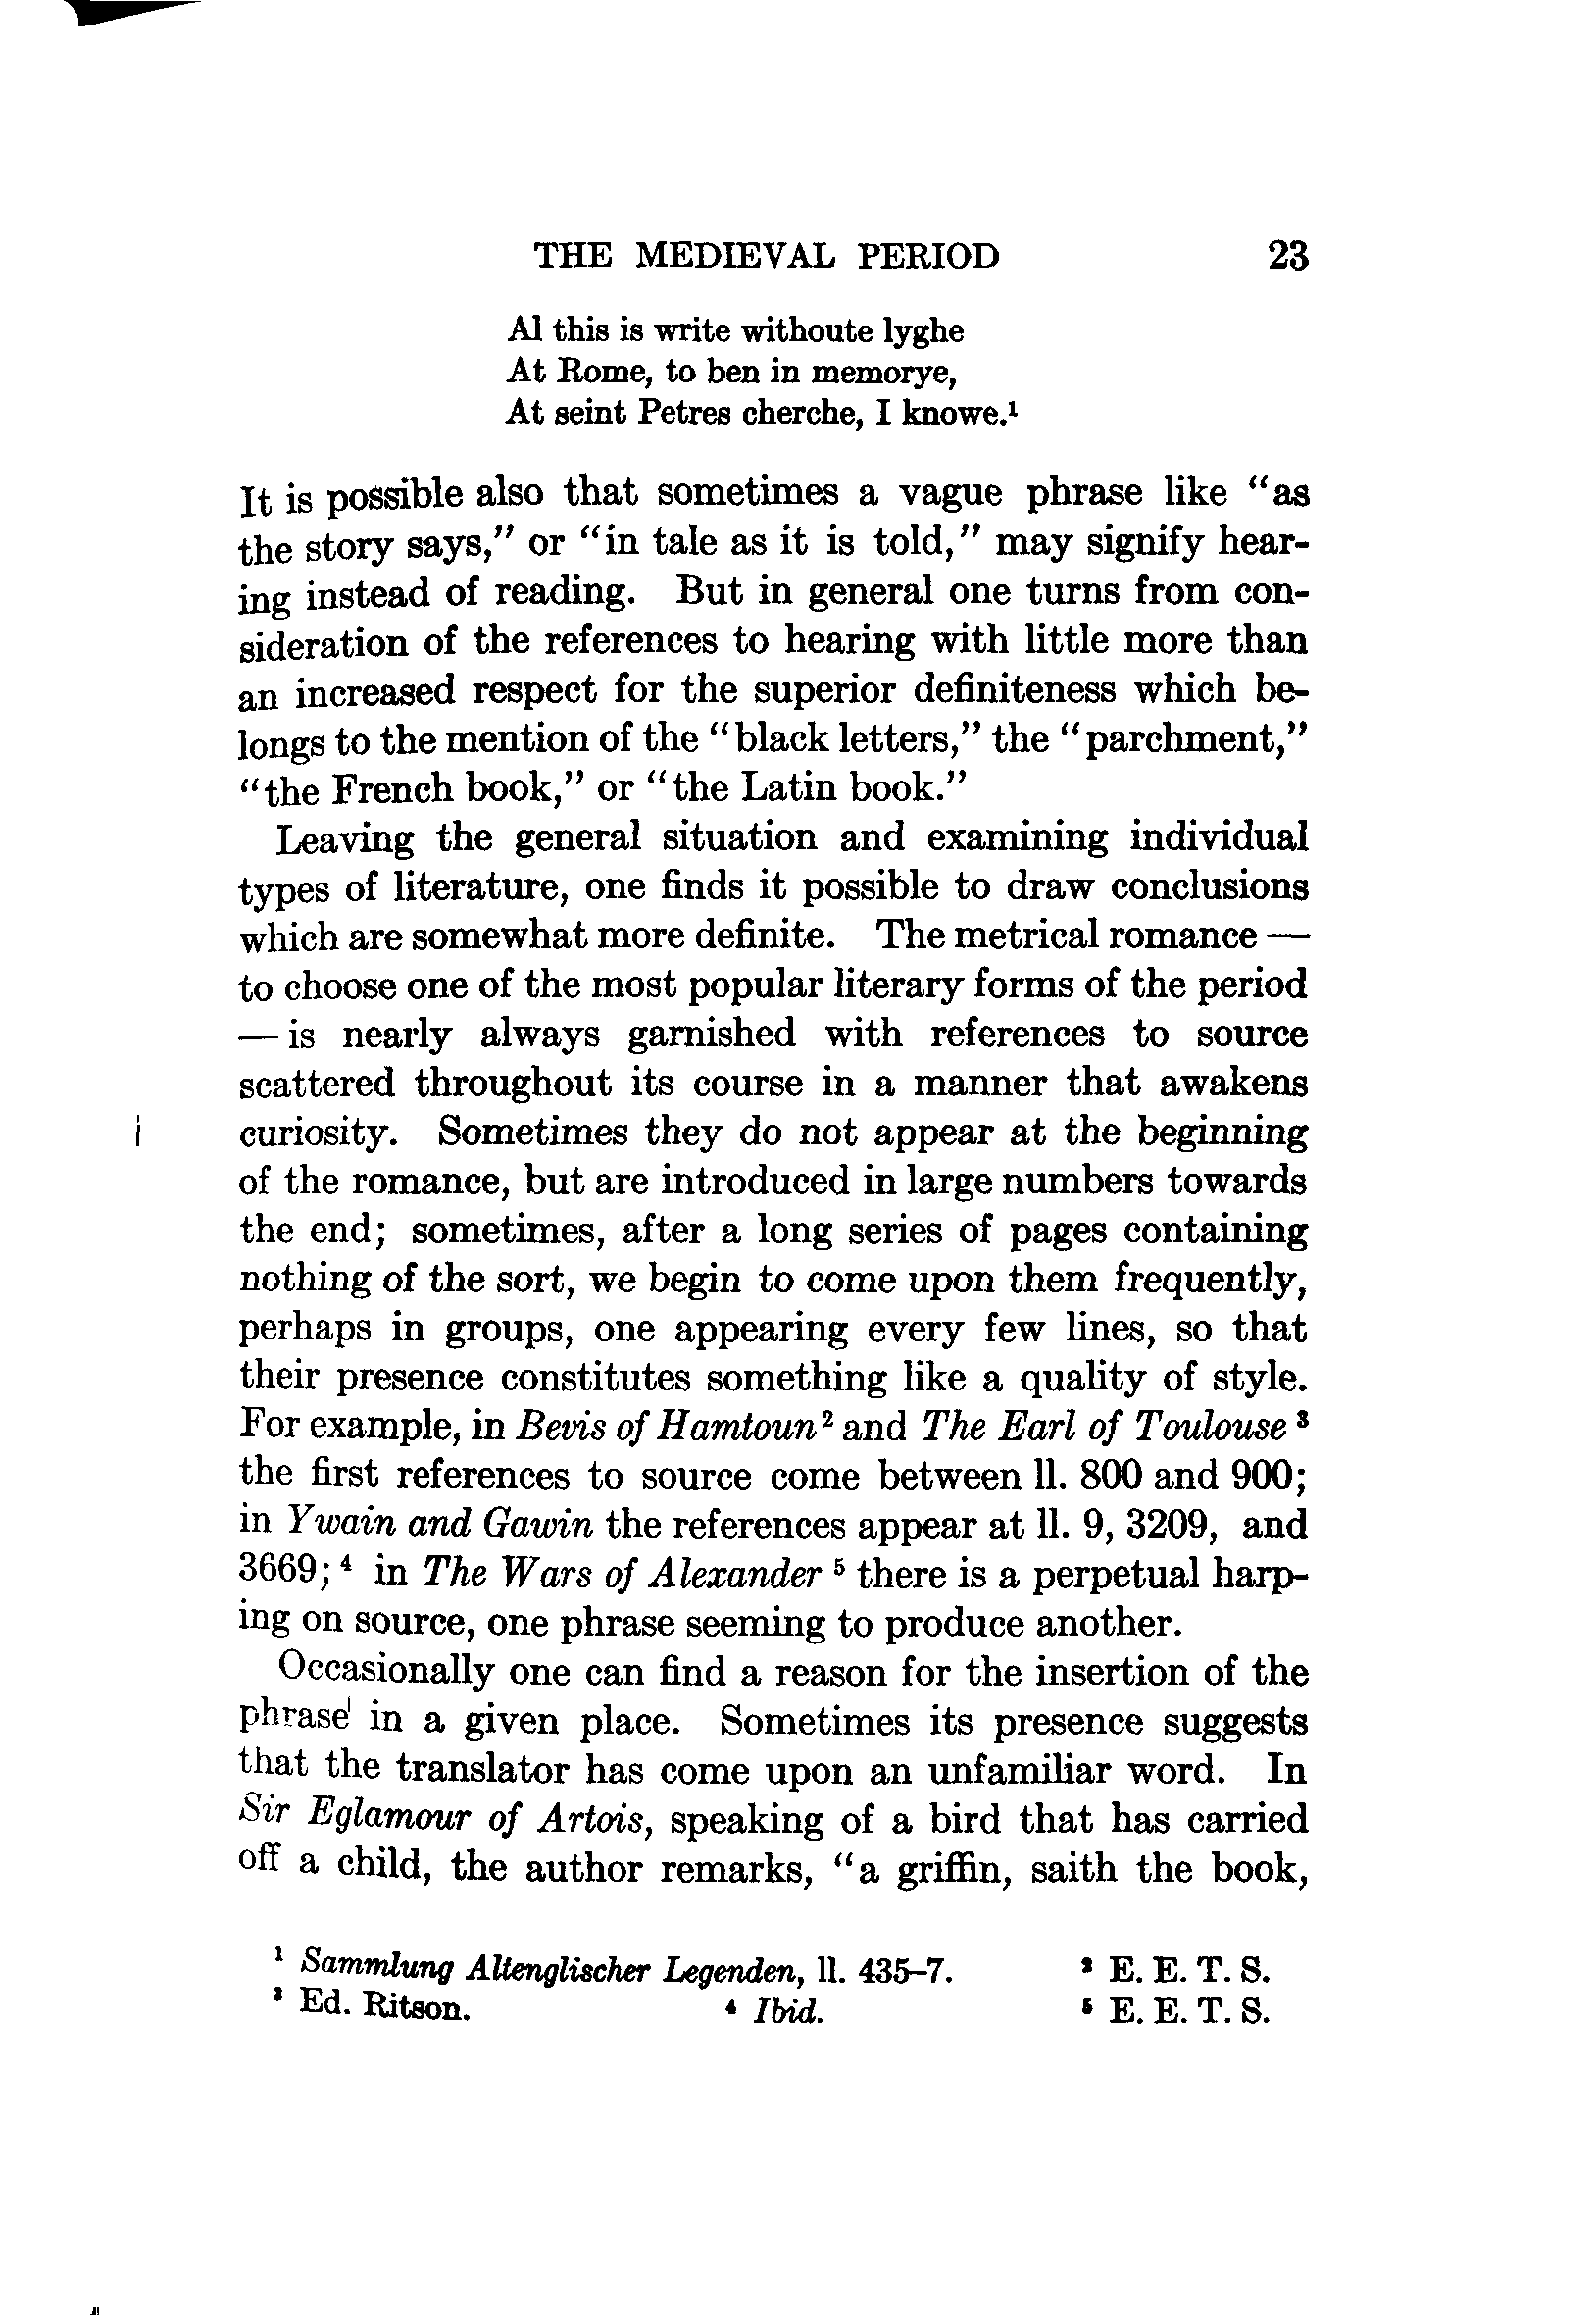 THE MEDIEVAL PERIOD 23
Al this is write withoute lyghe
At Rome, to ben in memorye,
At seint Petres cherche, I knowe.¹
It is possible also that sometimes a vague phrase like "as
the story says," or "in tale as it is told," may signify hear-
ing instead of reading. But in general one turns from con-
sideration of the references to hearing with little more than
an increased respect for the superior definiteness which be-
longs to the mention of the "black letters," the "parchment,"
"the French book," or "the Latin book."
Leaving the general situation and examining individual
types of literature, one finds it possible to draw conclusions
which are somewhat more definite. The metrical romance —
to choose one of the most popular literary forms of the period
— is nearly always garnished with references to source
scattered throughout its course in a manner that awakens
curiosity. Sometimes they do not appear at the beginning
of the romance, but are introduced in large numbers towards
the end; sometimes, after a long series of pages containing
nothing of the sort, we begin to come upon them frequently,
perhaps in groups, one appearing every few lines, so that
their presence constitutes something like a quality of style.
For example, in Bevis of Hamtoun² and The Earl of Toulouse³
the first references to source come between ll. 800 and 900;
in Ywain and Gawin the references appear at ll. 9, 3209, and
3669;⁴ in The Wars of Alexander⁵ there is a perpetual harp-
ing on source, one phrase seeming to produce another.
Occasionally one can find a reason for the insertion of the
phrase in a given place. Sometimes its presence suggests
that the translator has come upon an unfamiliar word. In
Sir Eglamour of Artois, speaking of a bird that has carried
off a child, the author remarks, "a griffin, saith the book,
¹ Sammlung Altenglischer Legenden, ll. 435–7. ² E. E. T. S.
³ Ed. Ritson. ⁴ Ibid. ⁵ E. E. T. S.